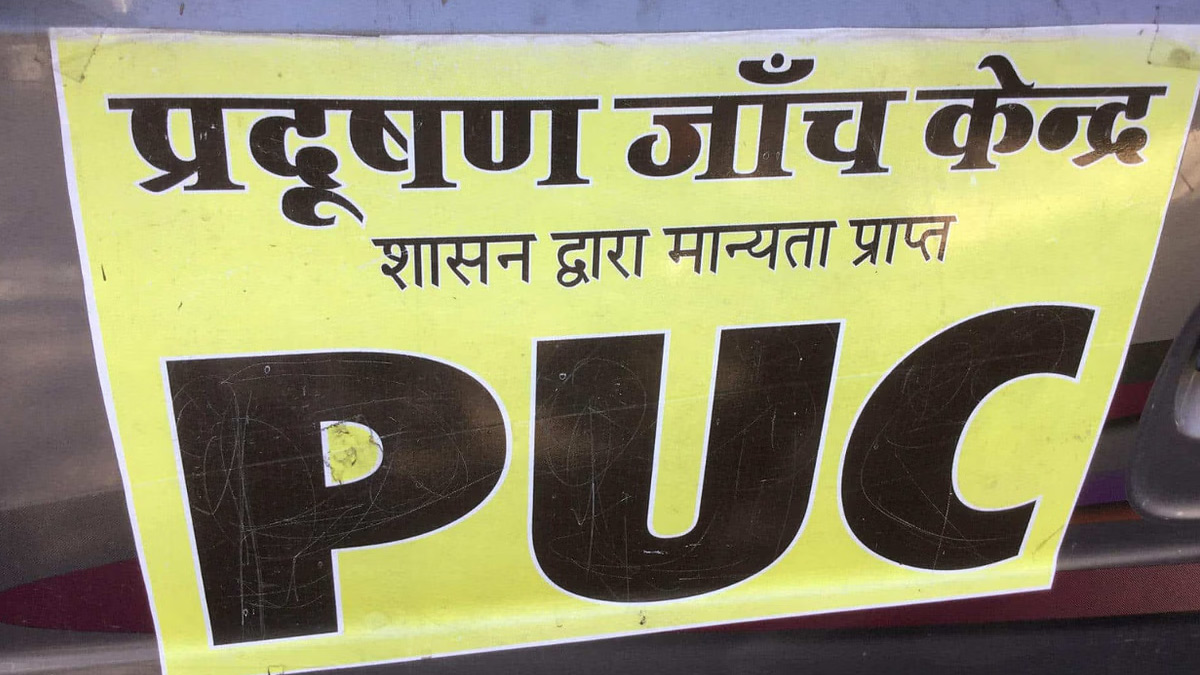 प्रदूषण जाँच केन्द्र
शासन द्वारा मान्यता प्राप्त
PUC